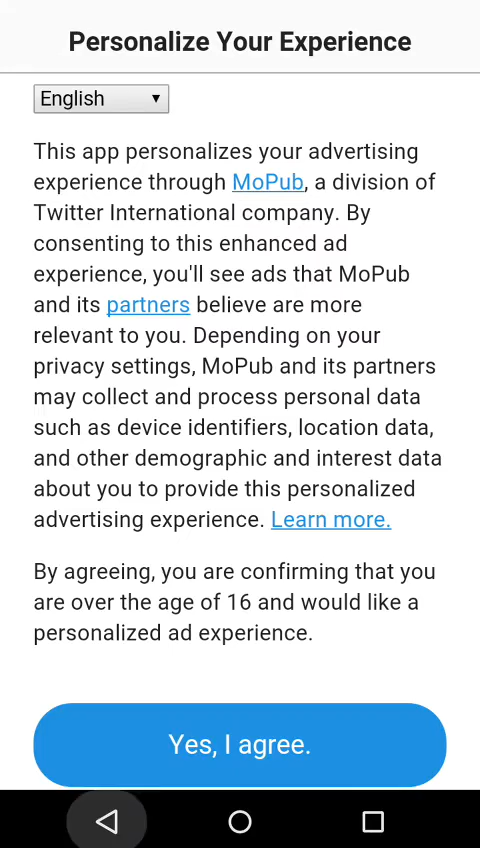 Personalize Your Experience
English
This app personalizes your advertising
experience through MoPub, a division of
Twitter International company. By
consenting to this enhanced ad
experience, you'll see ads that MoPub
and its partners believe are more
relevant to you. Depending on your
privacy settings, MoPub and its partners
may collect and process personal data
such as device identifiers, location data,
and other demographic and interest data
about you to provide this personalized
advertising experience. Learn more.
By agreeing, you are confirming that you
are over the age of 16 and would like a
personalized ad experience.
Yes, I agree.